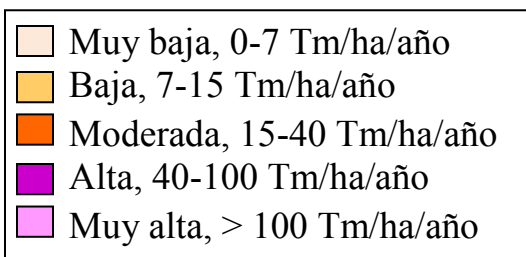 Muy baja, 0-7 Tm/ha/año
Baja, 7-15 Tm/ha/año
Moderada, 15-40 Tm/ha/año
Alta, 40-100 Tm/ha/año
Muy alta, > 100 Tm/ha/año